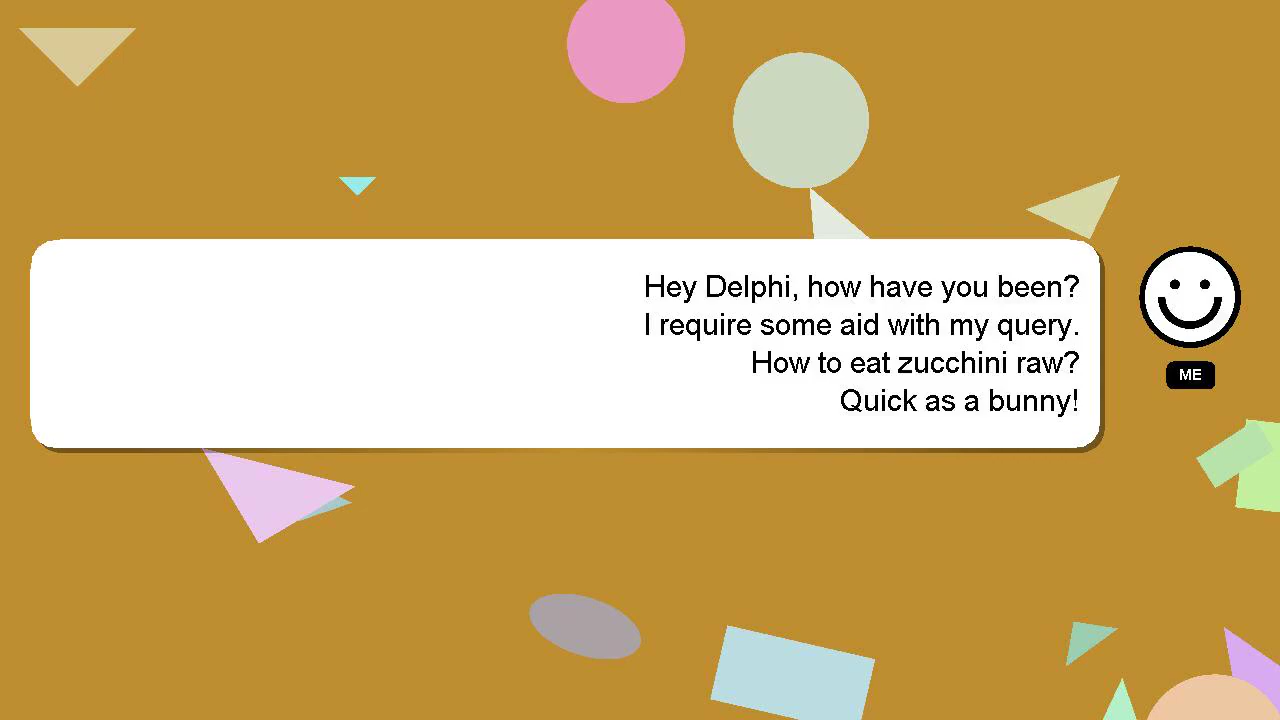 Hey Delphi, how have you been?
I require some aid with my query.
How to eat zucchini raw?
Quick as a bunny!
ME